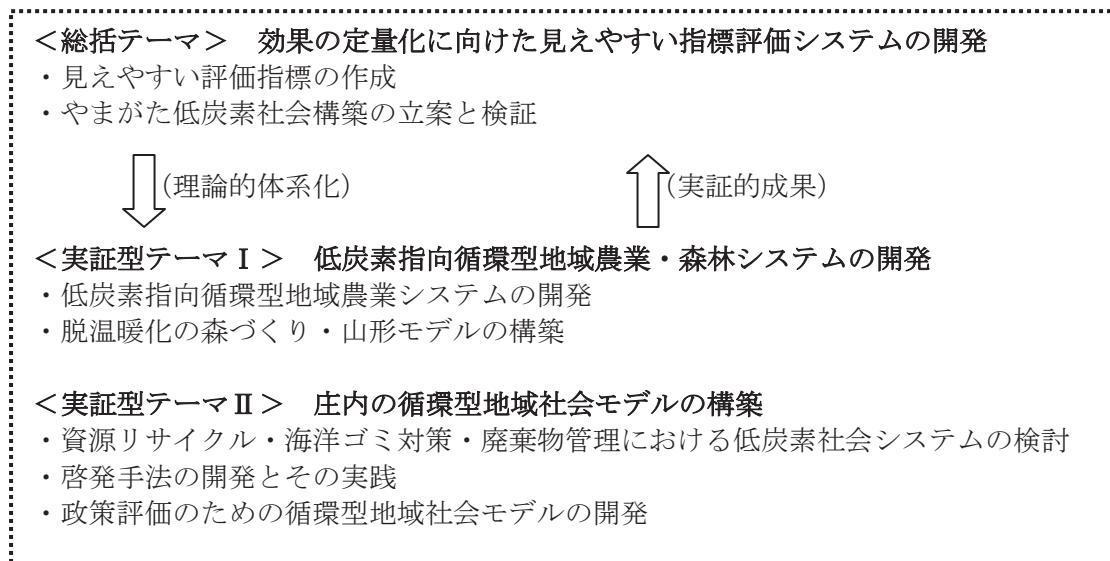 ＜総括テーマ＞　効果の定量化に向けた見えやすい指標評価システムの開発
・見えやすい評価指標の作成
・やまがた低炭素社会構築の立案と検証
(理論的体系化)
(実証的成果)
＜実証型テーマⅠ＞　低炭素指向循環型地域農業・森林システムの開発
・低炭素指向循環型地域農業システムの開発
・脱温暖化の森づくり・山形モデルの構築
＜実証型テーマⅡ＞　庄内の循環型地域社会モデルの構築
・資源リサイクル・海洋ゴミ対策・廃棄物管理における低炭素社会システムの検討
・啓発手法の開発とその実践
・政策評価のための循環型地域社会モデルの開発